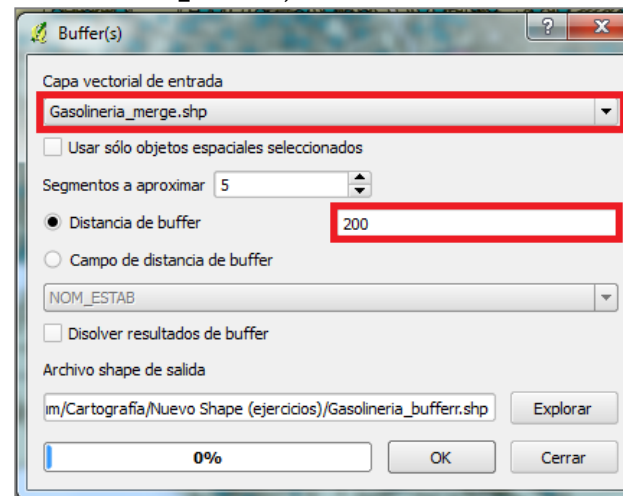 Buffer(s)
Capa vectorial de entrada
Gasolineria_merge.shp
Usar sólo objetos espaciales seleccionados
Segmentos a aproximar 5
Distancia de buffer 200
Campo de distancia de buffer
NOM_ESTAB
Disolver resultados de buffer
Archivo shape de salida
ım/Cartografía/Nuevo Shape (ejercicios)/Gasolineria_bufferr.shp Explorar
0% OK Cerrar